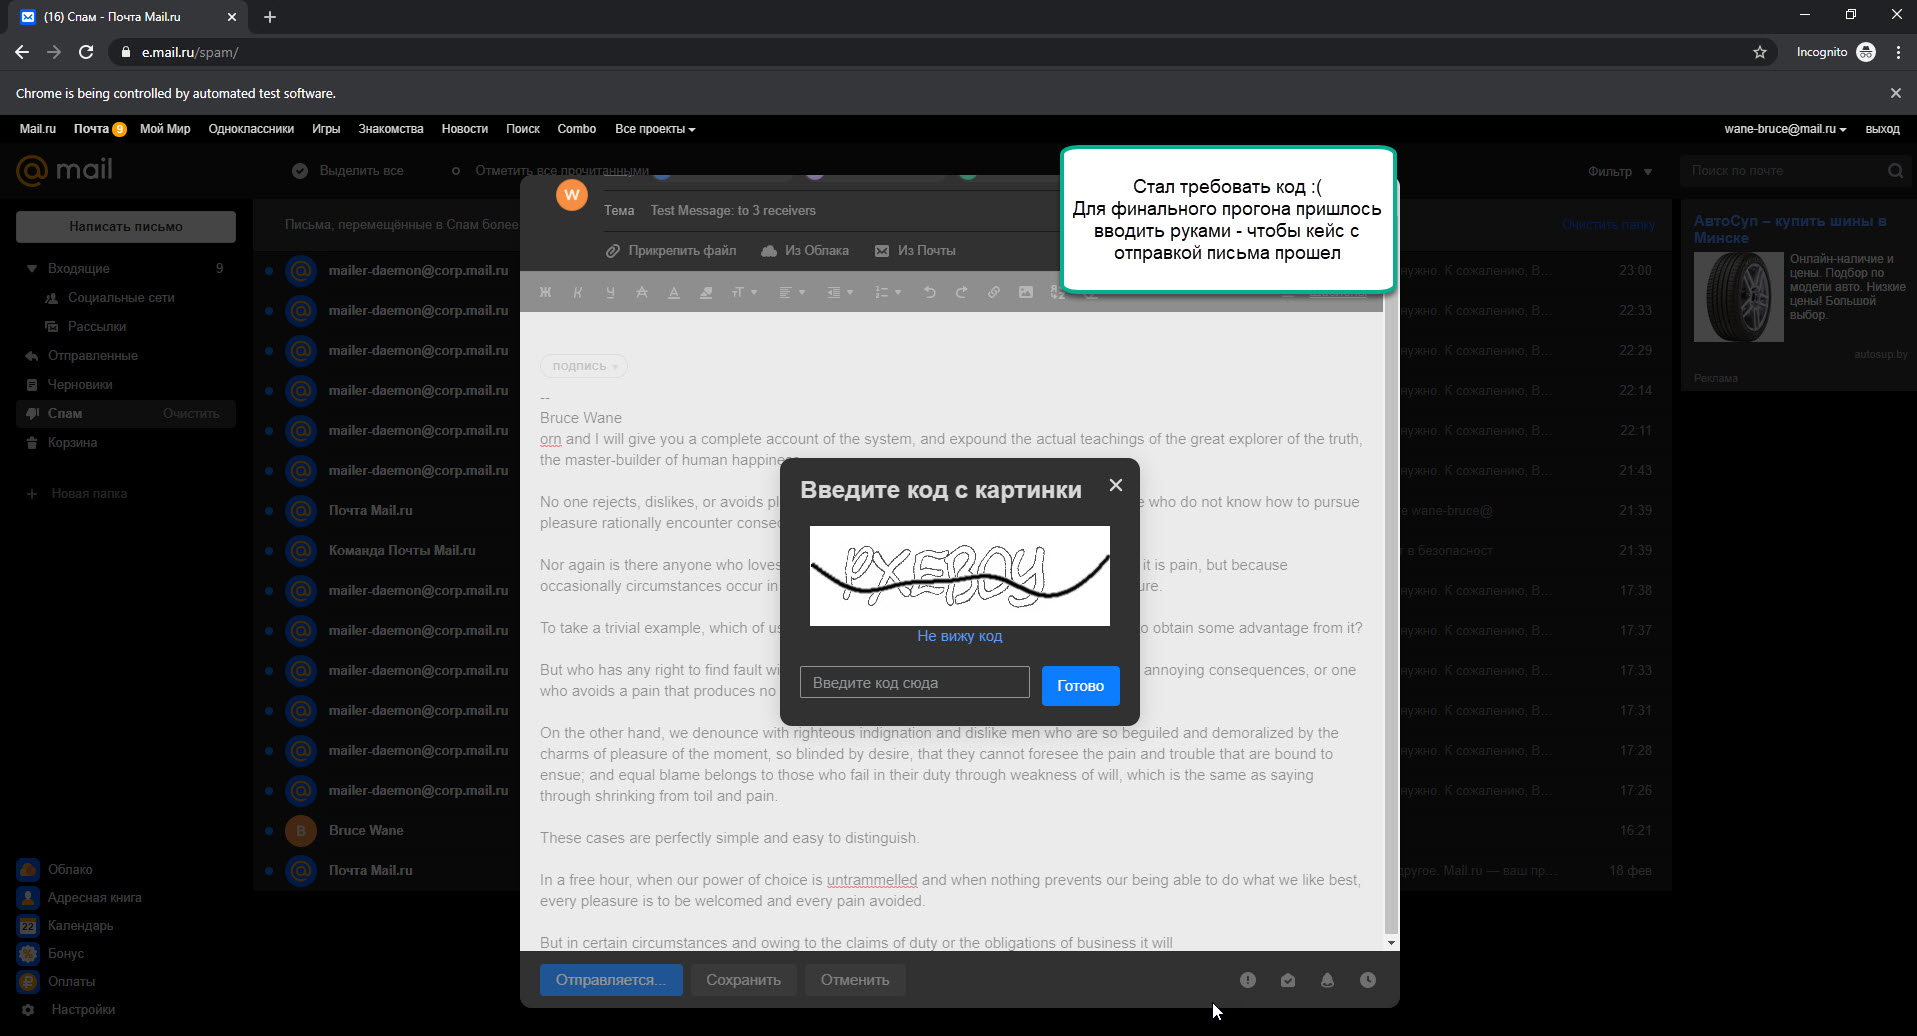 (16) Спам - Почта Mail.ru
e.mail.ru/spam/
Incognito
Chrome is being controlled by automated test software.
Mail.ru Почта 9 Мой Мир Одноклассники Игры Знакомства Новости Поиск Combo Все проекты
wane-bruce@mail.ru выход
mail
Выделить все
Отметить все прочитанными
Фильтр
Поиск по почте
Стал требовать код :(
Для финального прогона пришлось
вводить руками - чтобы кейс с
отправкой письма прошел
Написать письмо
Входящие 9
Социальные сети
Рассылки
Отправленные
Черновики
Спам Очистить
Корзина
Новая папка
Облако
Адресная книга
22 Календарь
Бонус
Оплаты
Настройки
Письма, перемещённые в Спам более
Очистить папку
mailer-daemon@corp.mail.ru нужно. К сожалению, В... 23:00
mailer-daemon@corp.mail.ru нужно. К сожалению, В... 22:33
mailer-daemon@corp.mail.ru нужно. К сожалению, В... 22:29
mailer-daemon@corp.mail.ru нужно. К сожалению, В... 22:14
mailer-daemon@corp.mail.ru нужно. К сожалению, В... 22:11
mailer-daemon@corp.mail.ru нужно. К сожалению, В... 21:43
Почта Mail.ru е wane-bruce@ 21:39
Команда Почты Mail.ru т в безопасност 21:39
mailer-daemon@corp.mail.ru нужно. К сожалению, В... 17:38
mailer-daemon@corp.mail.ru нужно. К сожалению, В... 17:37
mailer-daemon@corp.mail.ru нужно. К сожалению, В... 17:33
mailer-daemon@corp.mail.ru нужно. К сожалению, В... 17:31
mailer-daemon@corp.mail.ru нужно. К сожалению, В... 17:28
mailer-daemon@corp.mail.ru нужно. К сожалению, В... 17:26
B Bruce Wane 16:21
Почта Mail.ru другое. Mail.ru — ваш пр... 18 фев
W
Тема Test Message: to 3 receivers
Прикрепить файл Из Облака Из Почты
подпись
--
Bruce Wane
orn and I will give you a complete account of the system, and expound the actual teachings of the great explorer of the truth,
the master-builder of human happiness
No one rejects, dislikes, or avoids pl e who do not know how to pursue
pleasure rationally encounter conseq
Nor again is there anyone who loves it is pain, but because
occasionally circumstances occur in ure.
To take a trivial example, which of us o obtain some advantage from it?
But who has any right to find fault wi annoying consequences, or one
who avoids a pain that produces no
On the other hand, we denounce with righteous indignation and dislike men who are so beguiled and demoralized by the
charms of pleasure of the moment, so blinded by desire, that they cannot foresee the pain and trouble that are bound to
ensue; and equal blame belongs to those who fail in their duty through weakness of will, which is the same as saying
through shrinking from toil and pain.
These cases are perfectly simple and easy to distinguish.
In a free hour, when our power of choice is untrammelled and when nothing prevents our being able to do what we like best,
every pleasure is to be welcomed and every pain avoided.
But in certain circumstances and owing to the claims of duty or the obligations of business it will
Отправляется... Сохранить Отменить
Введите код с картинки
Не вижу код
Введите код сюда
Готово
АвтоСуп – купить шины в
Минске
Онлайн-наличие и
цены. Подбор по
модели авто. Низкие
цены! Большой
выбор.
autosup.by
Реклама